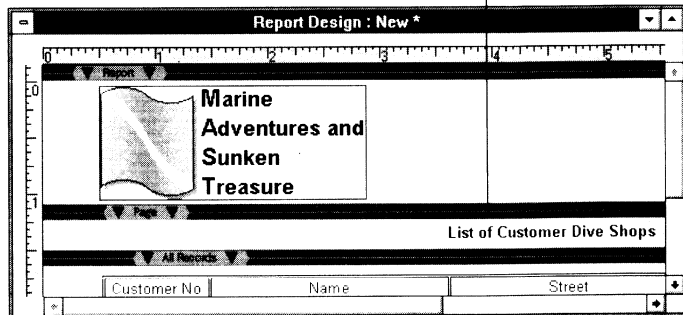 Report Design : New *
0 1 2 3 4 5
Report
0
Marine
Adventures and
Sunken
Treasure
1
Page
List of Customer Dive Shops
All Records
Customer No Name Street